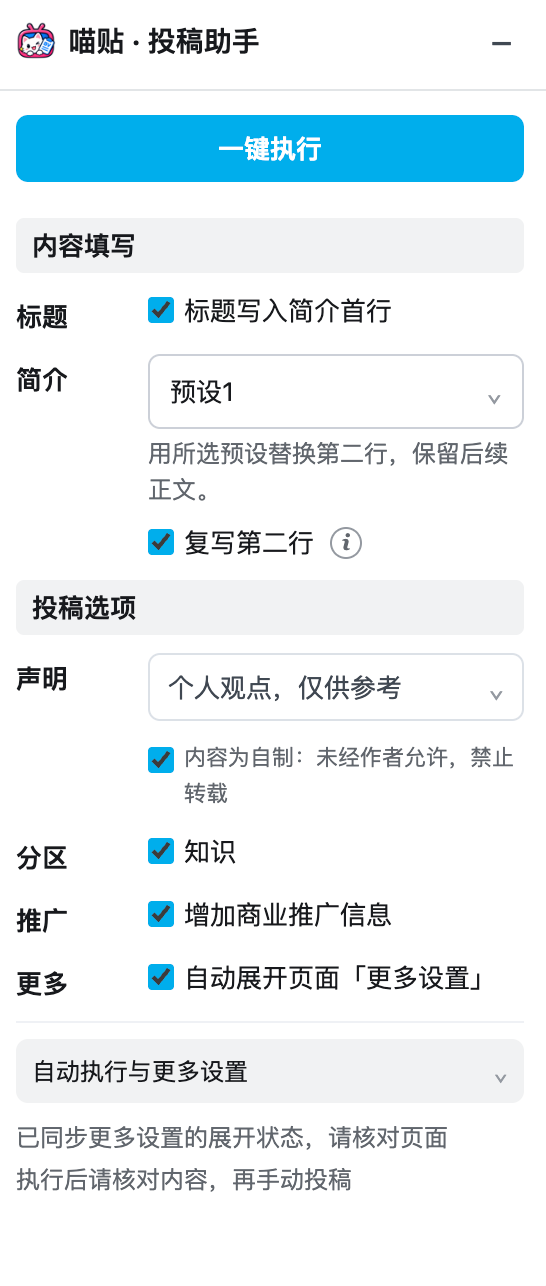 喵贴 · 投稿助手
一键执行
内容填写
标题
标题写入简介首行
简介
预设1
用所选预设替换第二行，保留后续
正文。
复写第二行
投稿选项
声明
个人观点，仅供参考
内容为自制：未经作者允许，禁止
转载
分区
知识
推广
增加商业推广信息
更多
自动展开页面「更多设置」
自动执行与更多设置
已同步更多设置的展开状态，请核对页面
执行后请核对内容，再手动投稿